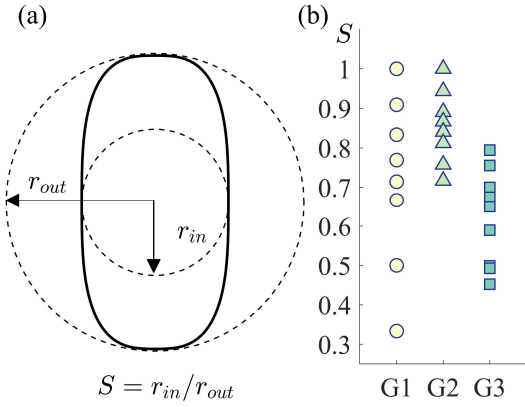 (a)
r_out
r_in
S = r_in/r_out
(b)
S
1
0.9
0.8
0.7
0.6
0.5
0.4
0.3
G1 G2 G3